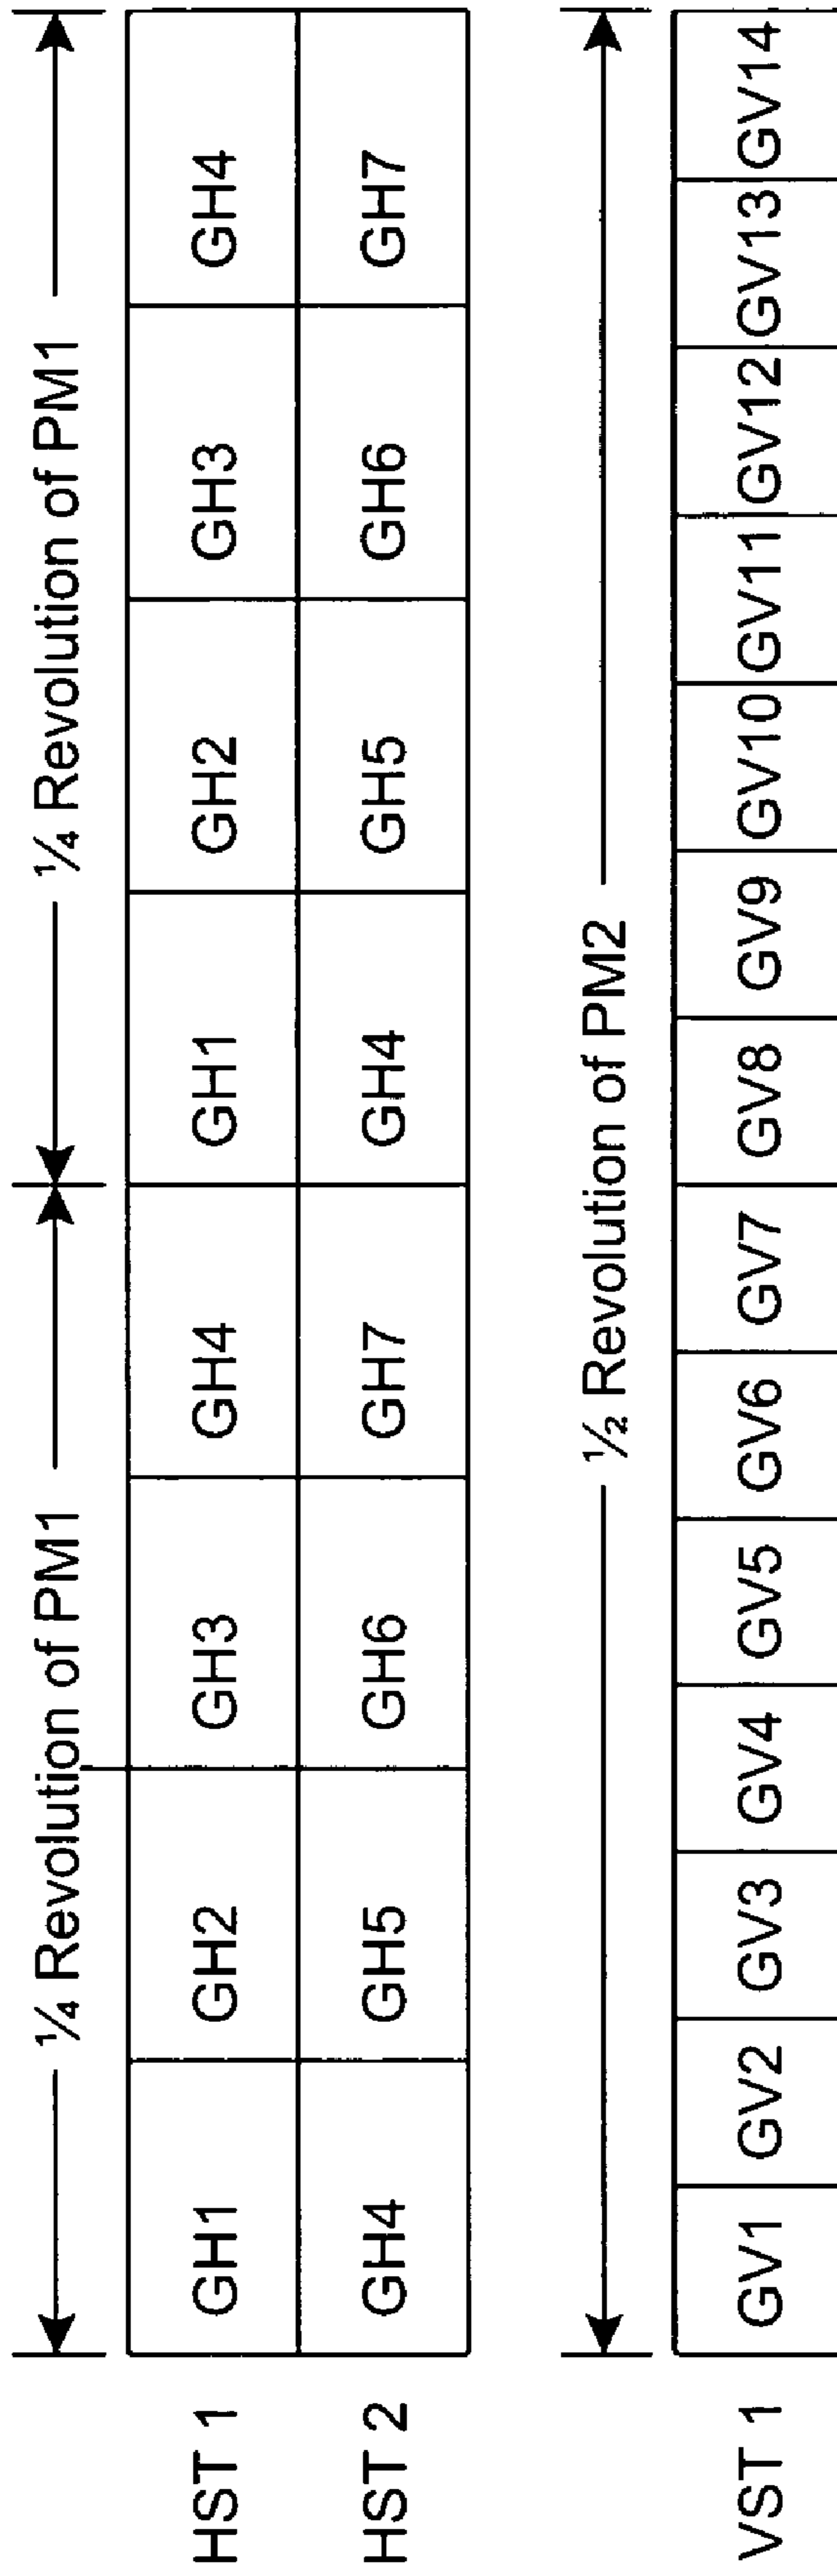 ¼ Revolution of PM1 ¼ Revolution of PM1
HST 1 GH1 GH2 GH3 GH4 GH1 GH2 GH3 GH4
HST 2 GH4 GH5 GH6 GH7 GH4 GH5 GH6 GH7
½ Revolution of PM2
VST 1 GV1 GV2 GV3 GV4 GV5 GV6 GV7 GV8 GV9 GV10 GV11 GV12 GV13 GV14